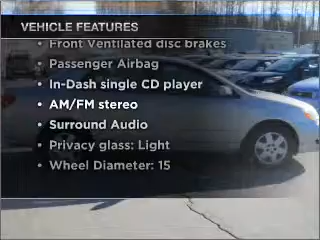 VEHICLE FEATURES
• Front Ventilated disc brakes
• Passenger Airbag
• In-Dash single CD player
• AM/FM stereo
• Surround Audio
• Privacy glass: Light
• Wheel Diameter: 15